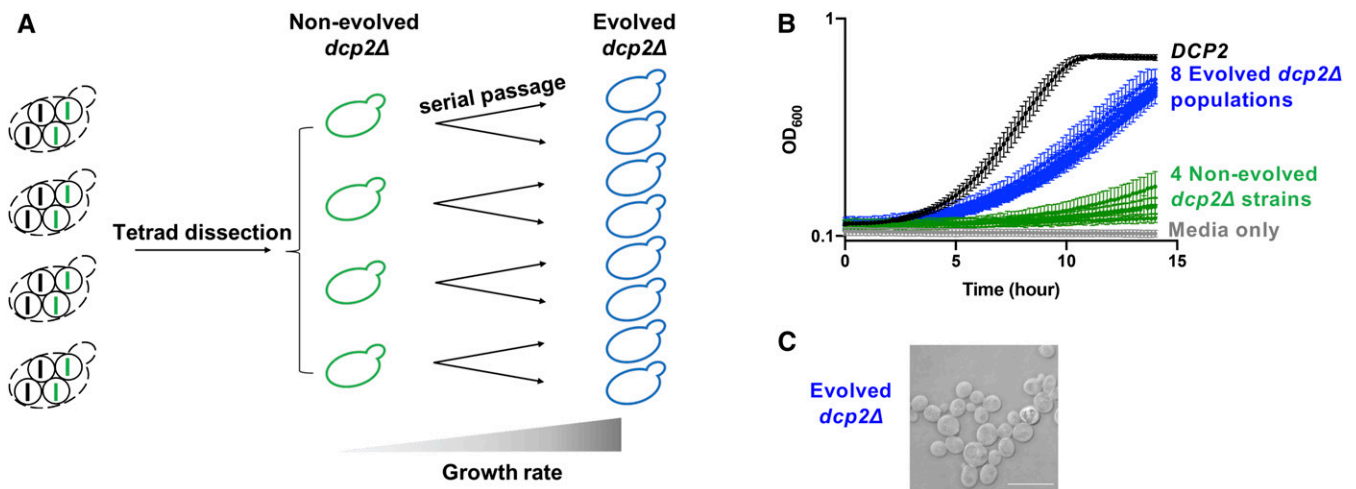 A
Non-evolved
dcp2Δ
Evolved
dcp2Δ
serial passage
Tetrad dissection
Growth rate
B
1
OD600
0.1
0
5
10
15
Time (hour)
DCP2
8 Evolved dcp2Δ
populations
4 Non-evolved
dcp2Δ strains
Media only
C
Evolved
dcp2Δ